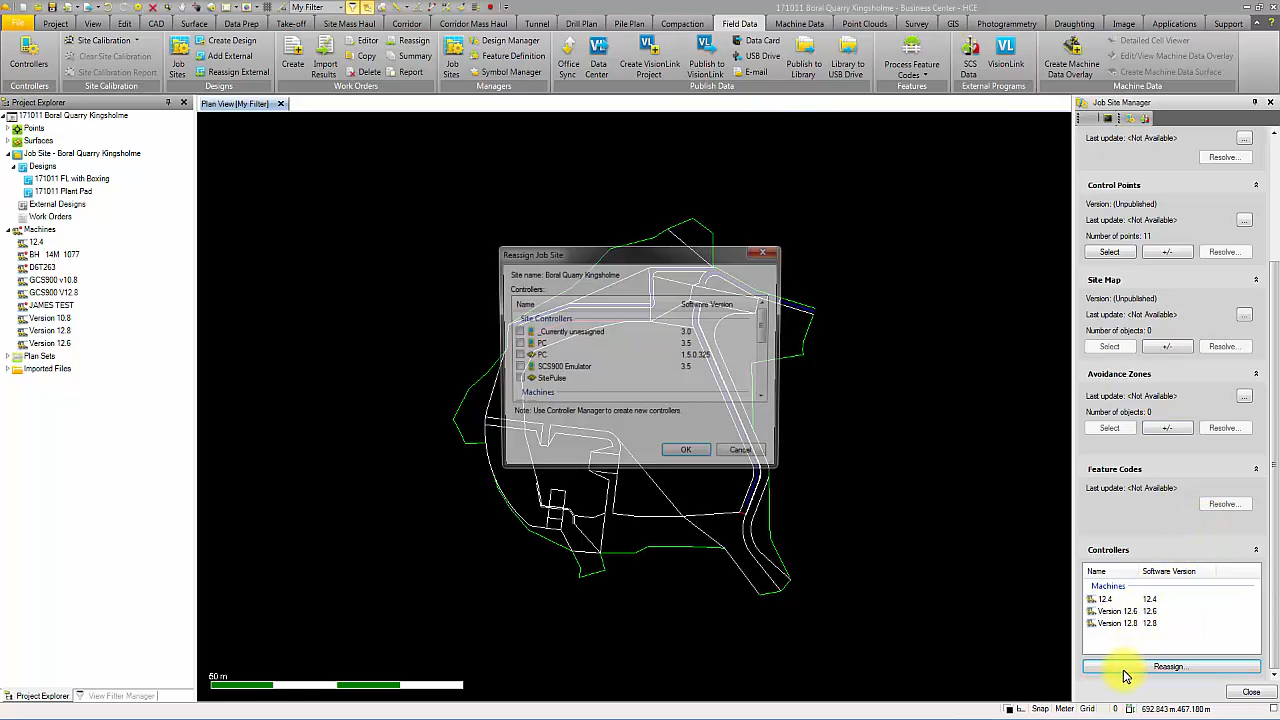 My Filter
171011 Boral Quarry Kingsholme - Business Center - HCE
File Project View Edit CAD Surface Data Prep Take-off Site Mass Haul Corridor Corridor Mass Haul Tunnel Drill Plan Pile Plan Compaction Field Data Machine Data Point Clouds Survey GIS Photogrammetry Draughting Image Applications Support
Controllers
Controllers
Site Calibration
Clear Site Calibration
Site Calibration Report
Site Calibration
Job Sites
Create Design
Add External
Reassign External
Designs
Create
Import Results
Editor
Copy
Delete
Reassign
Summary
Report
Work Orders
Job Sites
Design Manager
Feature Definition
Symbol Manager
Managers
Office Sync
Data Center
Create VisionLink Project
Publish to VisionLink
Data Card
USB Drive
E-mail
Publish to Library
Library to USB Drive
Publish Data
Process Feature Codes
Feature Codes
SCS Data
VisionLink
External Programs
Create Machine Data Overlay
Detailed Cell Viewer
Edit/View Machine Data Overlay
Create Machine Data Surface
Machine Data
Project Explorer
171011 Boral Quarry Kingsholme
Points
Surfaces
Job Site - Boral Quarry Kingsholme
Designs
171011 FL with Boxing
171011 Plant Pad
External Designs
Work Orders
Machines
12.4
BH 14M 1077
D6T263
GCS900 v10.8
GCS900 V12.8
JAMES TEST
Version 10.8
Version 12.8
Version 12.6
Plan Sets
Imported Files
Project Explorer View Filter Manager
Plan View [My Filter]
Reassign Job Site
Site name: Boral Quarry Kingsholme
Controllers:
Name Software Version
Site Controllers
_Currently unassigned 3.0
PC 3.5
PC 1.5.0.325
SCS900 Emulator 3.5
SitePulse
Machines
Note: Use Controller Manager to create new controllers.
OK Cancel
50 m
Job Site Manager
Last update: <Not Available> ...
Resolve...
Control Points
Version: (Unpublished)
Last update: <Not Available> ...
Number of points: 11
Select +/- Resolve...
Site Map
Version: (Unpublished)
Last update: <Not Available> ...
Number of objects: 0
Select +/- Resolve...
Avoidance Zones
Last update: <Not Available> ...
Number of objects: 0
Select +/- Resolve...
Feature Codes
Last update: <Not Available>
Resolve...
Controllers
Name Software Version
Machines
12.4 12.4
Version 12.6 12.6
Version 12.8 12.8
Reassign...
Close
Snap Meter Grid 0 692.843 m,467.180 m